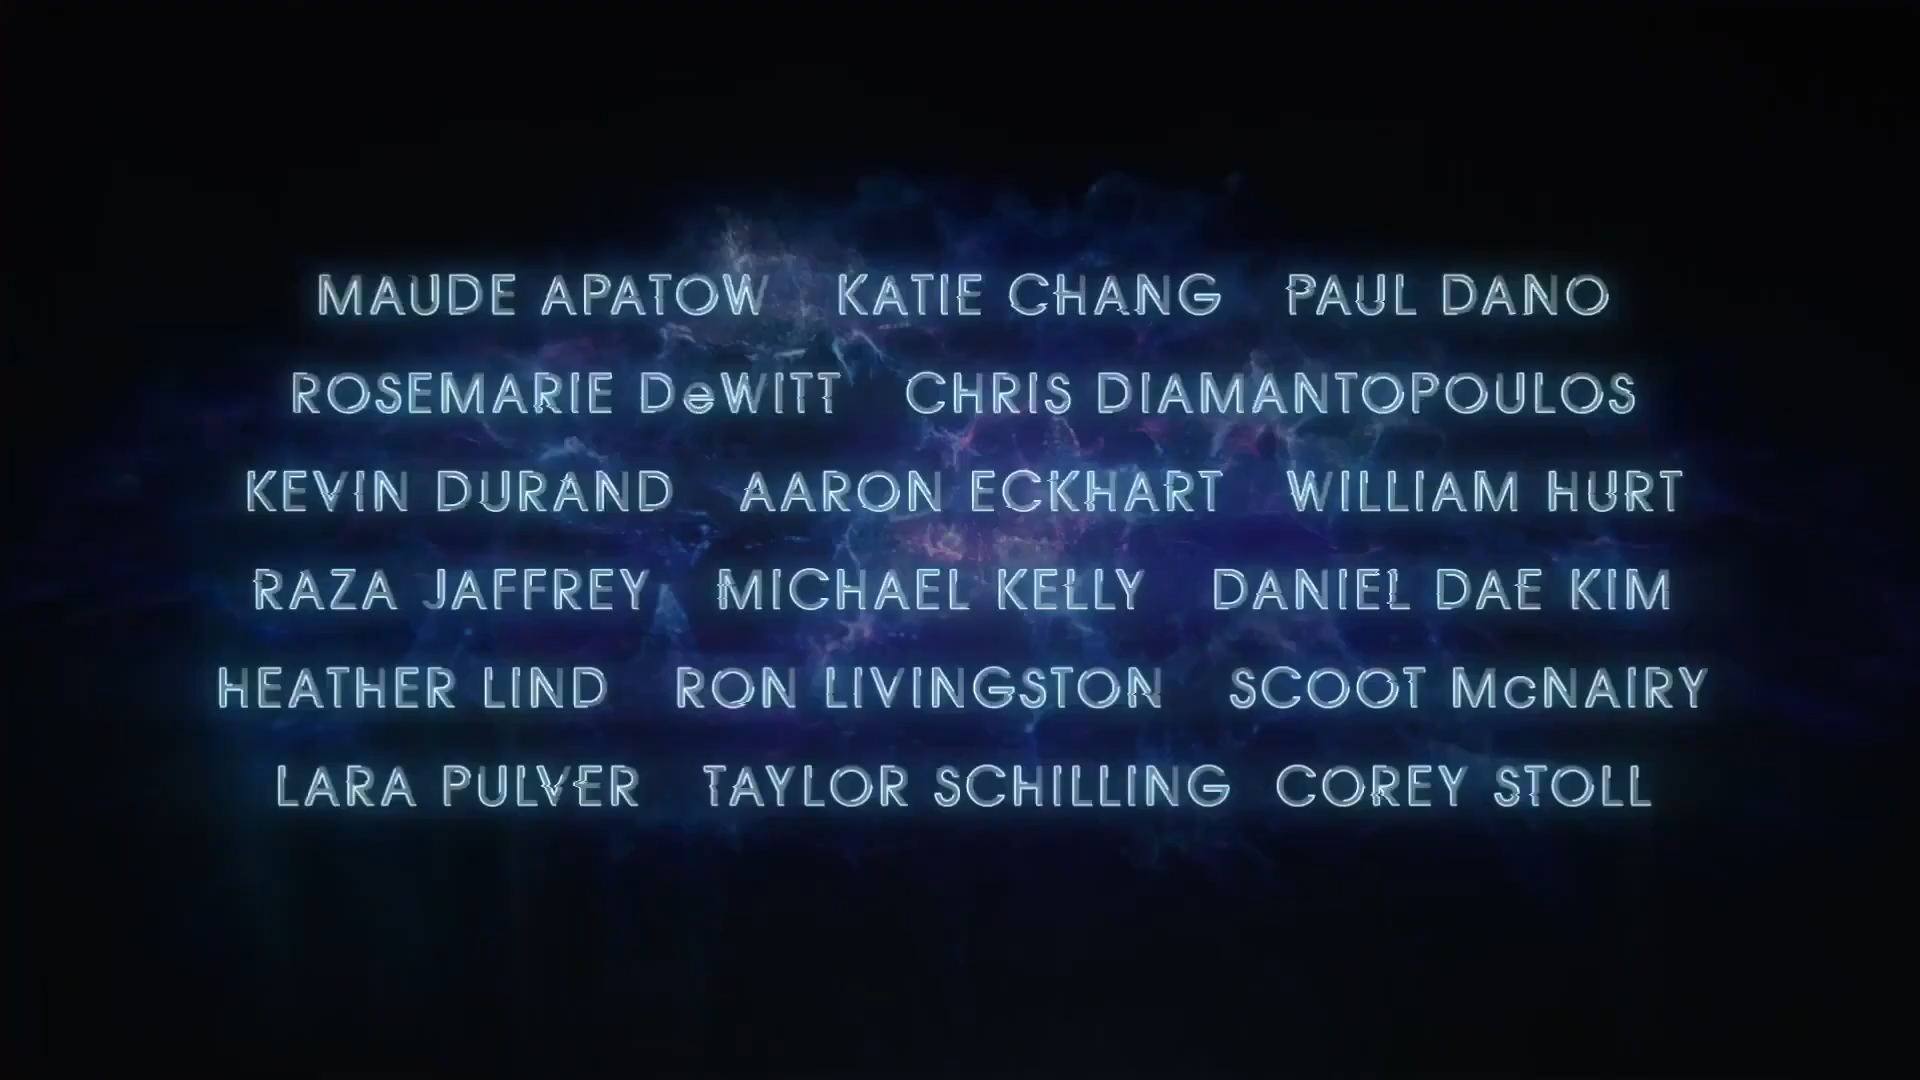 MAUDE APATOW KATIE CHANG PAUL DANO
ROSEMARIE DeWITT CHRIS DIAMANTOPOULOS
KEVIN DURAND AARON ECKHART WILLIAM HURT
RAZA JAFFREY MICHAEL KELLY DANIEL DAE KIM
HEATHER LIND RON LIVINGSTON SCOOT McNAIRY
LARA PULVER TAYLOR SCHILLING COREY STOLL